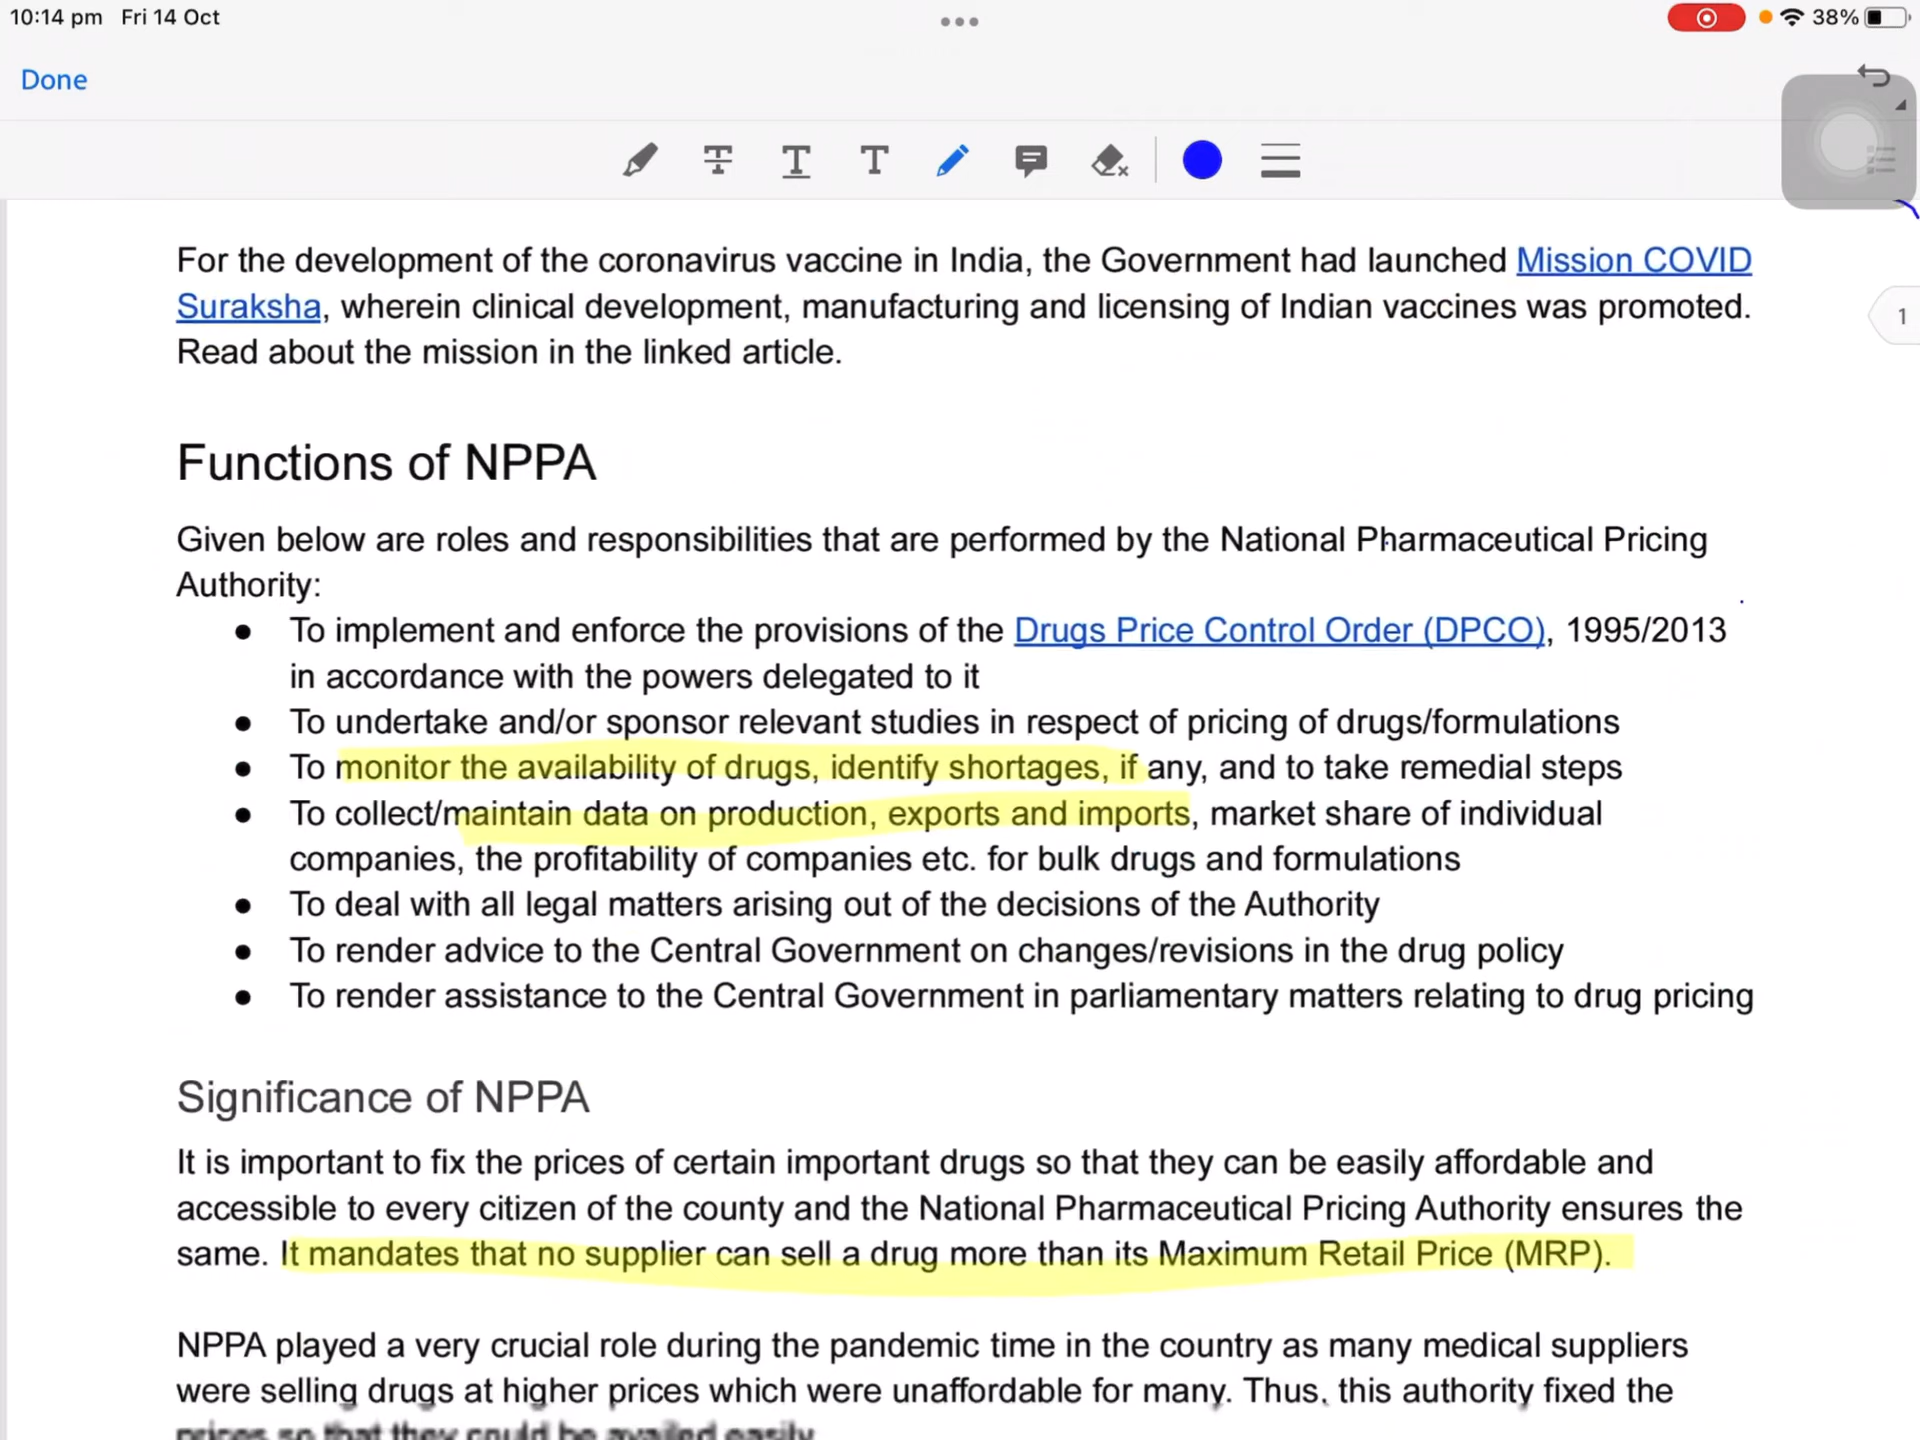 10:14 pm Fri 14 Oct
38%
Done
For the development of the coronavirus vaccine in India, the Government had launched Mission COVID
Suraksha, wherein clinical development, manufacturing and licensing of Indian vaccines was promoted.
Read about the mission in the linked article.
1
Functions of NPPA
Given below are roles and responsibilities that are performed by the National Pharmaceutical Pricing
Authority:
● To implement and enforce the provisions of the Drugs Price Control Order (DPCO), 1995/2013
in accordance with the powers delegated to it
● To undertake and/or sponsor relevant studies in respect of pricing of drugs/formulations
● To monitor the availability of drugs, identify shortages, if any, and to take remedial steps
● To collect/maintain data on production, exports and imports, market share of individual
companies, the profitability of companies etc. for bulk drugs and formulations
● To deal with all legal matters arising out of the decisions of the Authority
● To render advice to the Central Government on changes/revisions in the drug policy
● To render assistance to the Central Government in parliamentary matters relating to drug pricing
Significance of NPPA
It is important to fix the prices of certain important drugs so that they can be easily affordable and
accessible to every citizen of the county and the National Pharmaceutical Pricing Authority ensures the
same. It mandates that no supplier can sell a drug more than its Maximum Retail Price (MRP).
NPPA played a very crucial role during the pandemic time in the country as many medical suppliers
were selling drugs at higher prices which were unaffordable for many. Thus, this authority fixed the
prices so that they could be availed easily